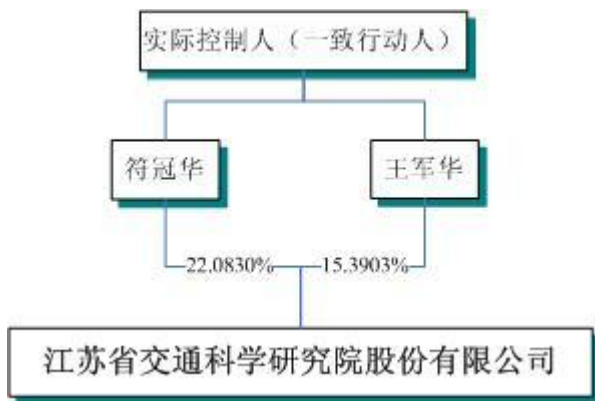 实际控制人（一致行动人）
符冠华
王军华
22.0830%
15.3903%
江苏省交通科学研究院股份有限公司